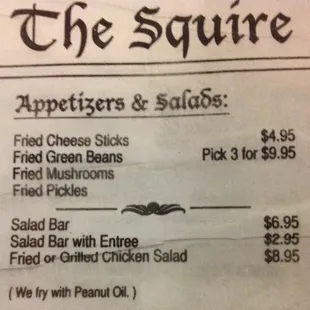 The Squire
Appetizers & Salads:
Fried Cheese Sticks $4.95
Fried Green Beans Pick 3 for $9.95
Fried Mushrooms
Fried Pickles
Salad Bar $6.95
Salad Bar with Entree $2.95
Fried or Grilled Chicken Salad $8.95
( We fry with Peanut Oil. )